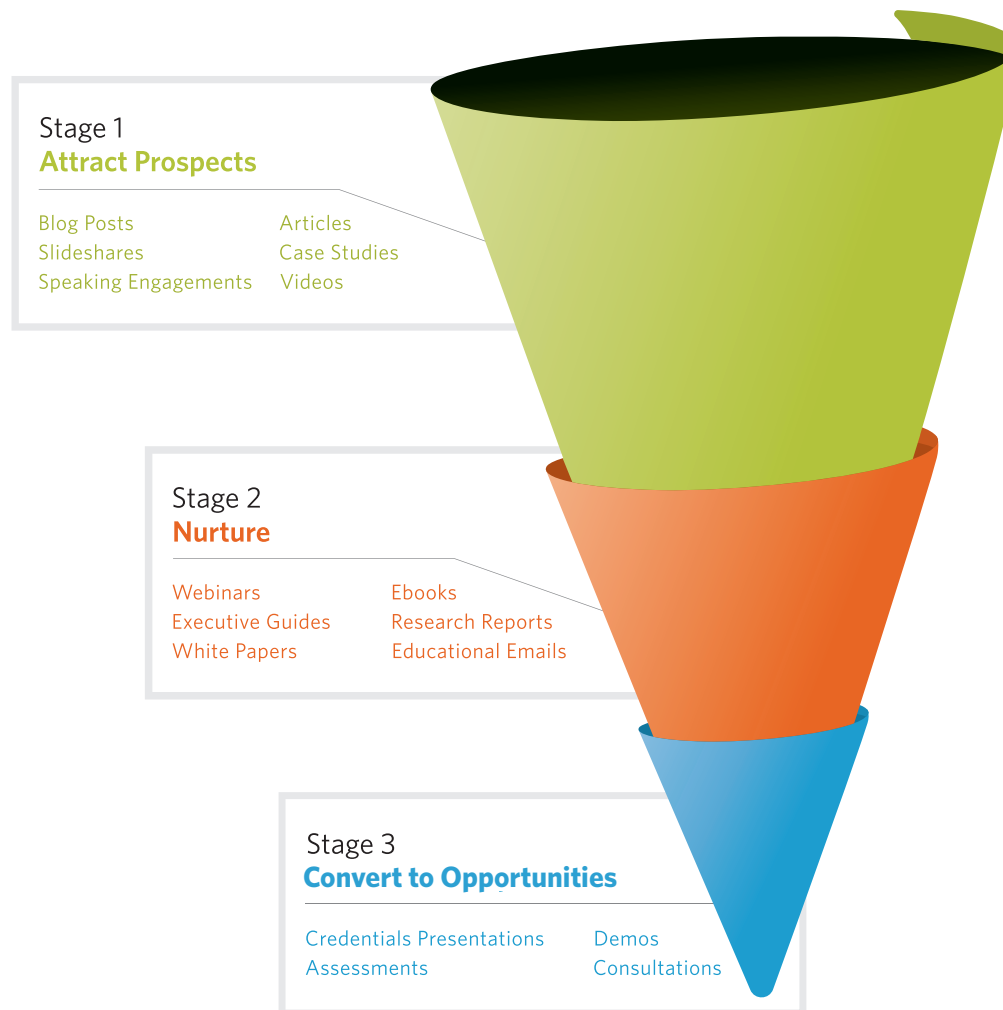 Stage 1
Attract Prospects
Blog Posts
Slideshares
Speaking Engagements
Articles
Case Studies
Videos
Stage 2
Nurture
Webinars
Executive Guides
White Papers
Ebooks
Research Reports
Educational Emails
Stage 3
Convert to Opportunities
Credentials Presentations
Assessments
Demos
Consultations